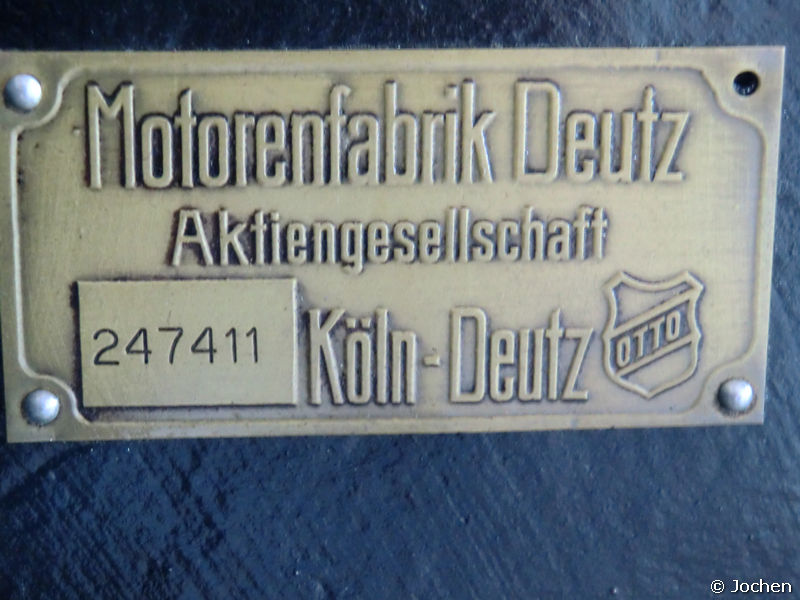 Motorenfabrik Deutz
Aktiengesellschaft
247411
Köln-Deutz
OTTO
© Jochen